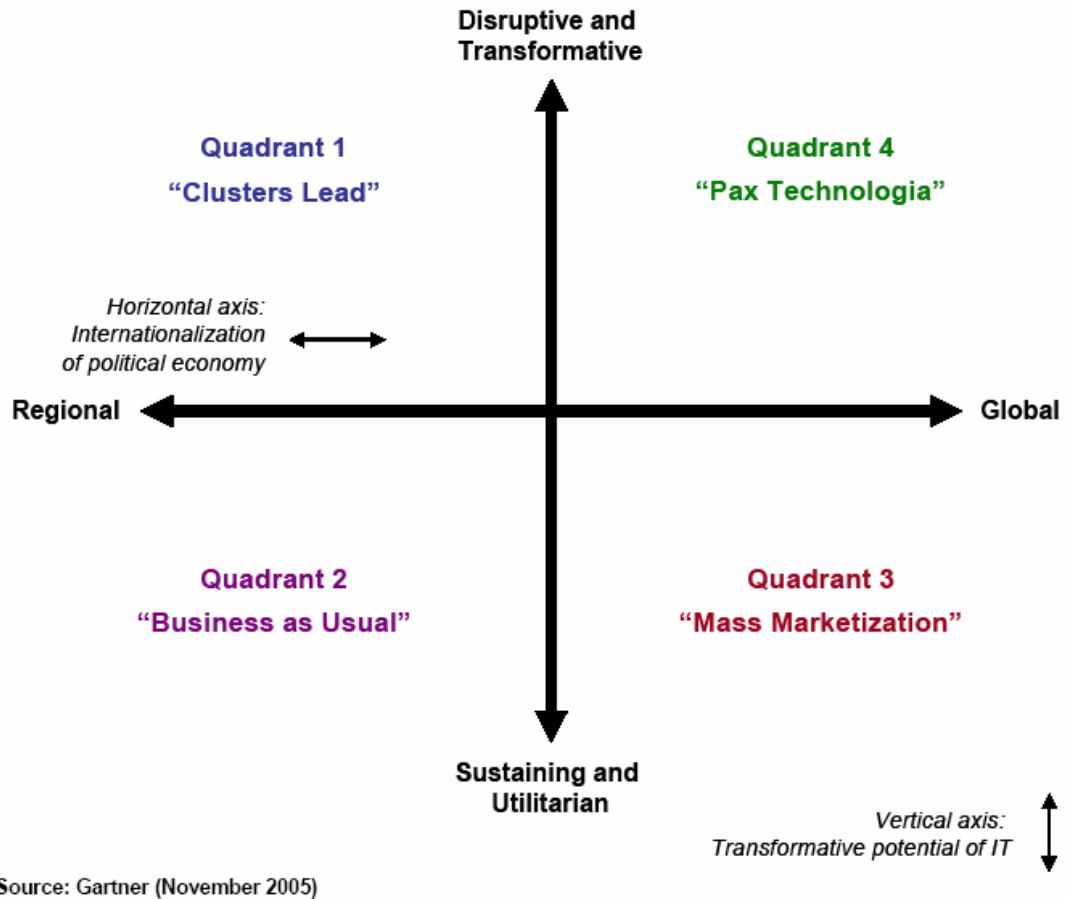 Disruptive and
Transformative
Quadrant 1
“Clusters Lead”
Quadrant 4
“Pax Technologia”
Horizontal axis:
Internationalization
of political economy
Regional
Global
Quadrant 2
“Business as Usual”
Quadrant 3
“Mass Marketization”
Sustaining and
Utilitarian
Vertical axis:
Transformative potential of IT
Source: Gartner (November 2005)